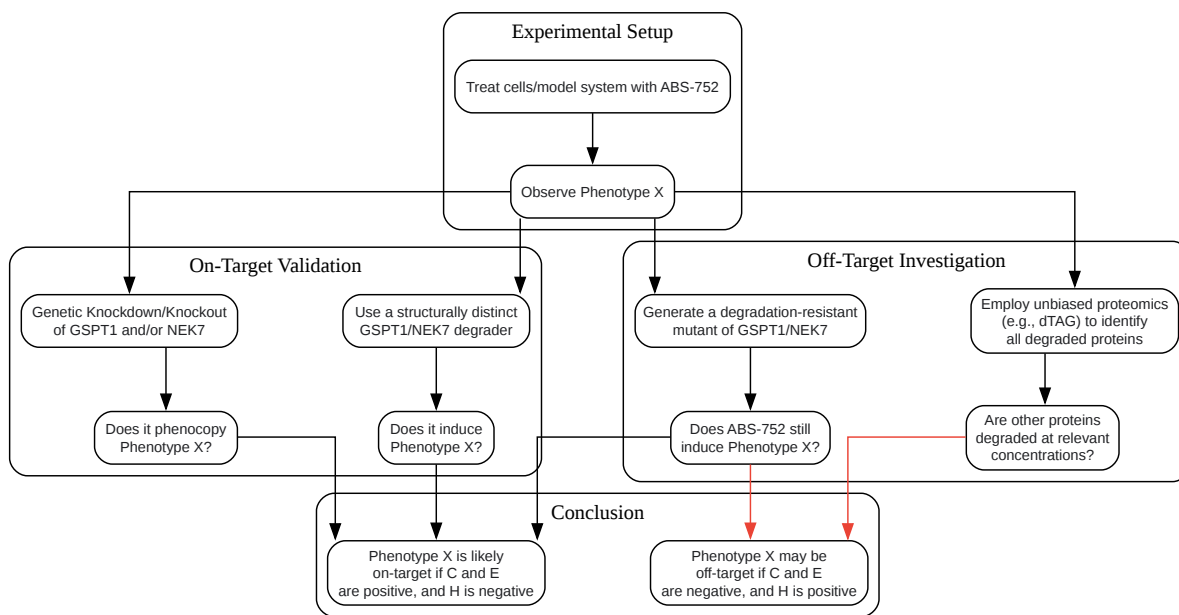 Experimental Setup
Treat cells/model system with ABS-752
Observe Phenotype X
On-Target Validation
Genetic Knockdown/Knockout
of GSPT1 and/or NEK7
Use a structurally distinct
GSPT1/NEK7 degrader
Does it phenocopy
Phenotype X?
Does it induce
Phenotype X?
Off-Target Investigation
Generate a degradation-resistant
mutant of GSPT1/NEK7
Employ unbiased proteomics
(e.g., dTAG) to identify
all degraded proteins
Does ABS-752 still
induce Phenotype X?
Are other proteins
degraded at relevant
concentrations?
Conclusion
Phenotype X is likely
on-target if C and E
are positive, and H is negative
Phenotype X may be
off-target if C and E
are negative, and H is positive